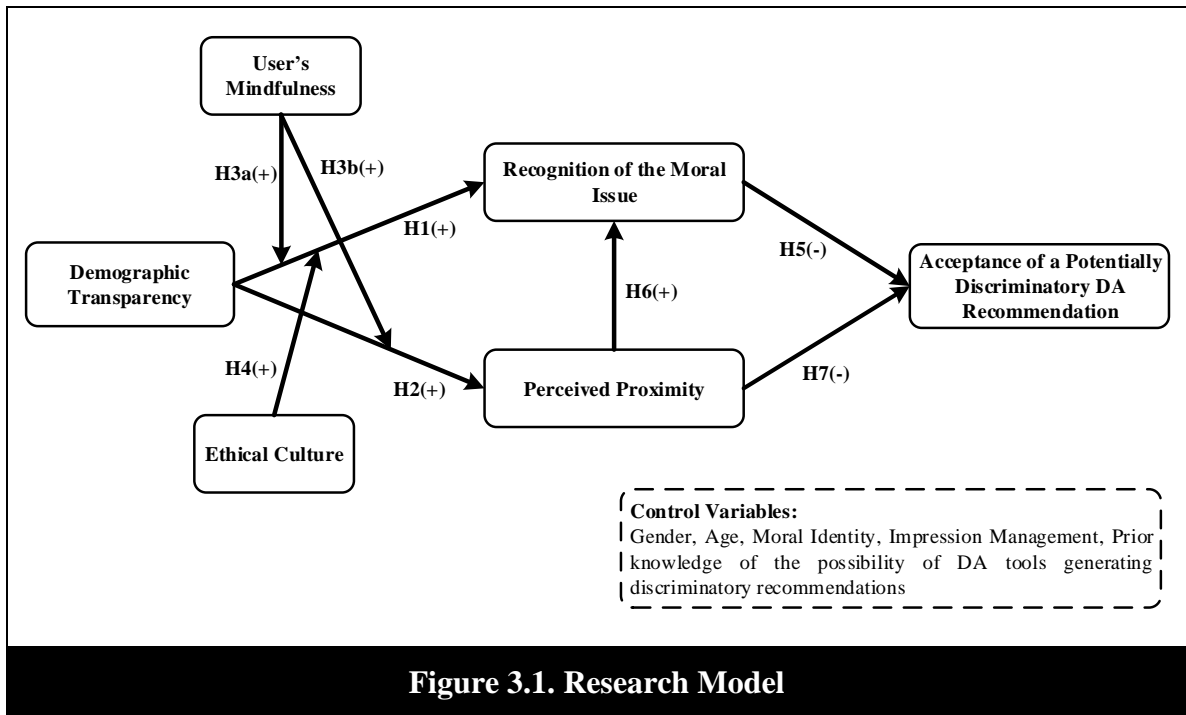 User’s
Mindfulness
H3a(+)
H3b(+)
Recognition of the Moral
Issue
H1(+)
H5(-)
Demographic
Transparency
Acceptance of a Potentially
Discriminatory DA
Recommendation
H6(+)
H4(+)
H2(+)
Perceived Proximity
H7(-)
Ethical Culture
Control Variables:
Gender, Age, Moral Identity, Impression Management, Prior
knowledge of the possibility of DA tools generating
discriminatory recommendations
Figure 3.1. Research Model